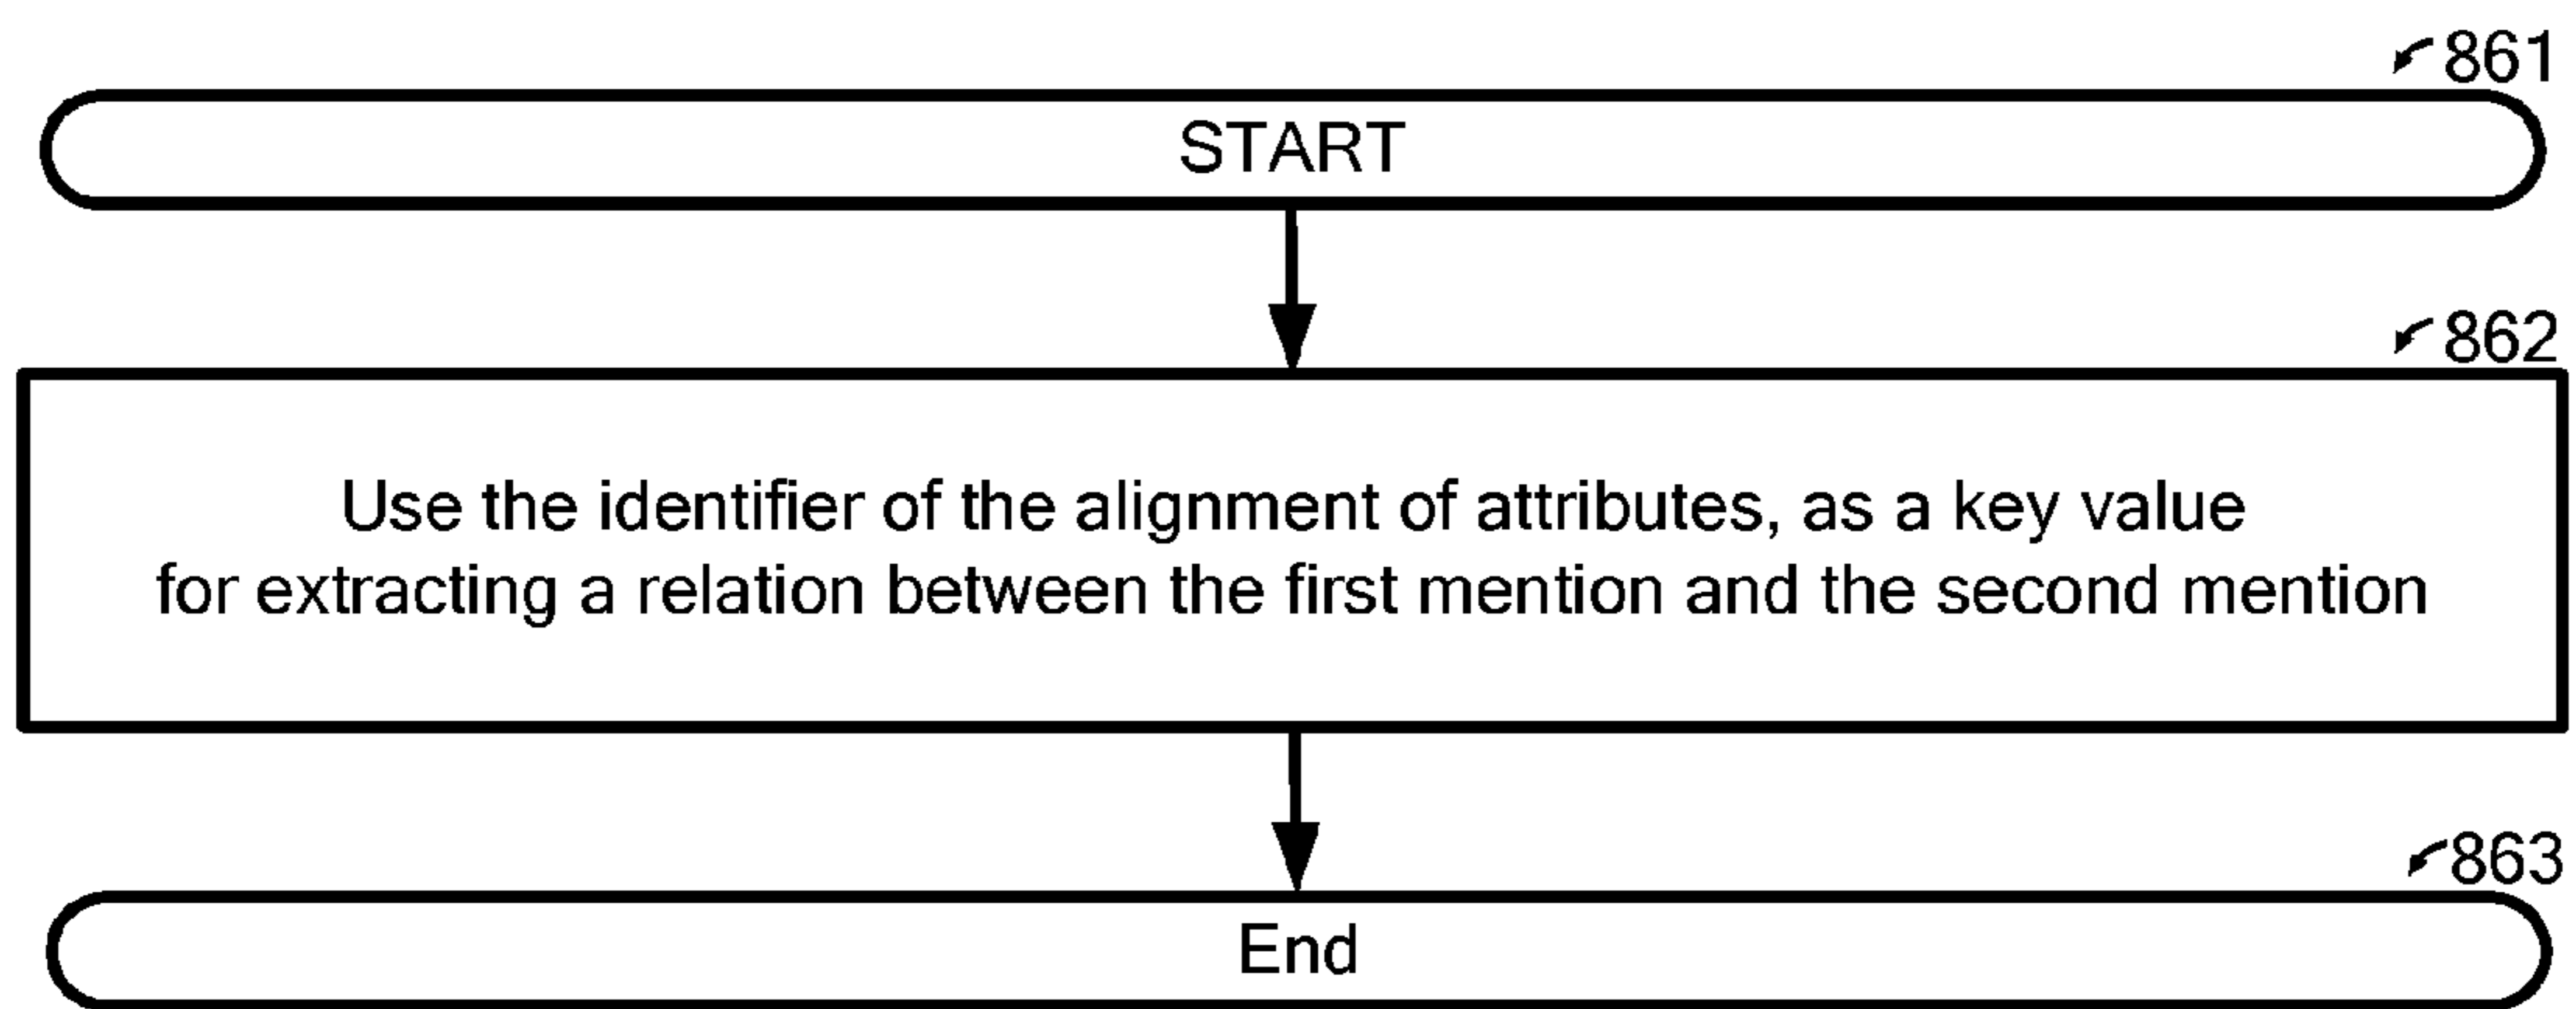 861
START
862
Use the identifier of the alignment of attributes, as a key value
for extracting a relation between the first mention and the second mention
863
End